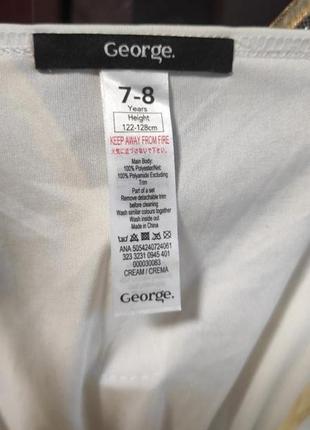 George.
7-8
Years
Height
122-128cm
KEEP AWAY FROM FIRE
Main Body:
100% Polyester/Net:
100% Polyamide Excluding
Trim
Part of a set
Remove detachable trim
before cleaning
Wash similar colours together
Wash inside out
Made in China
ANA 5054240724061
323 3231 0945 401
000030083
CREAM / CREMA
George.